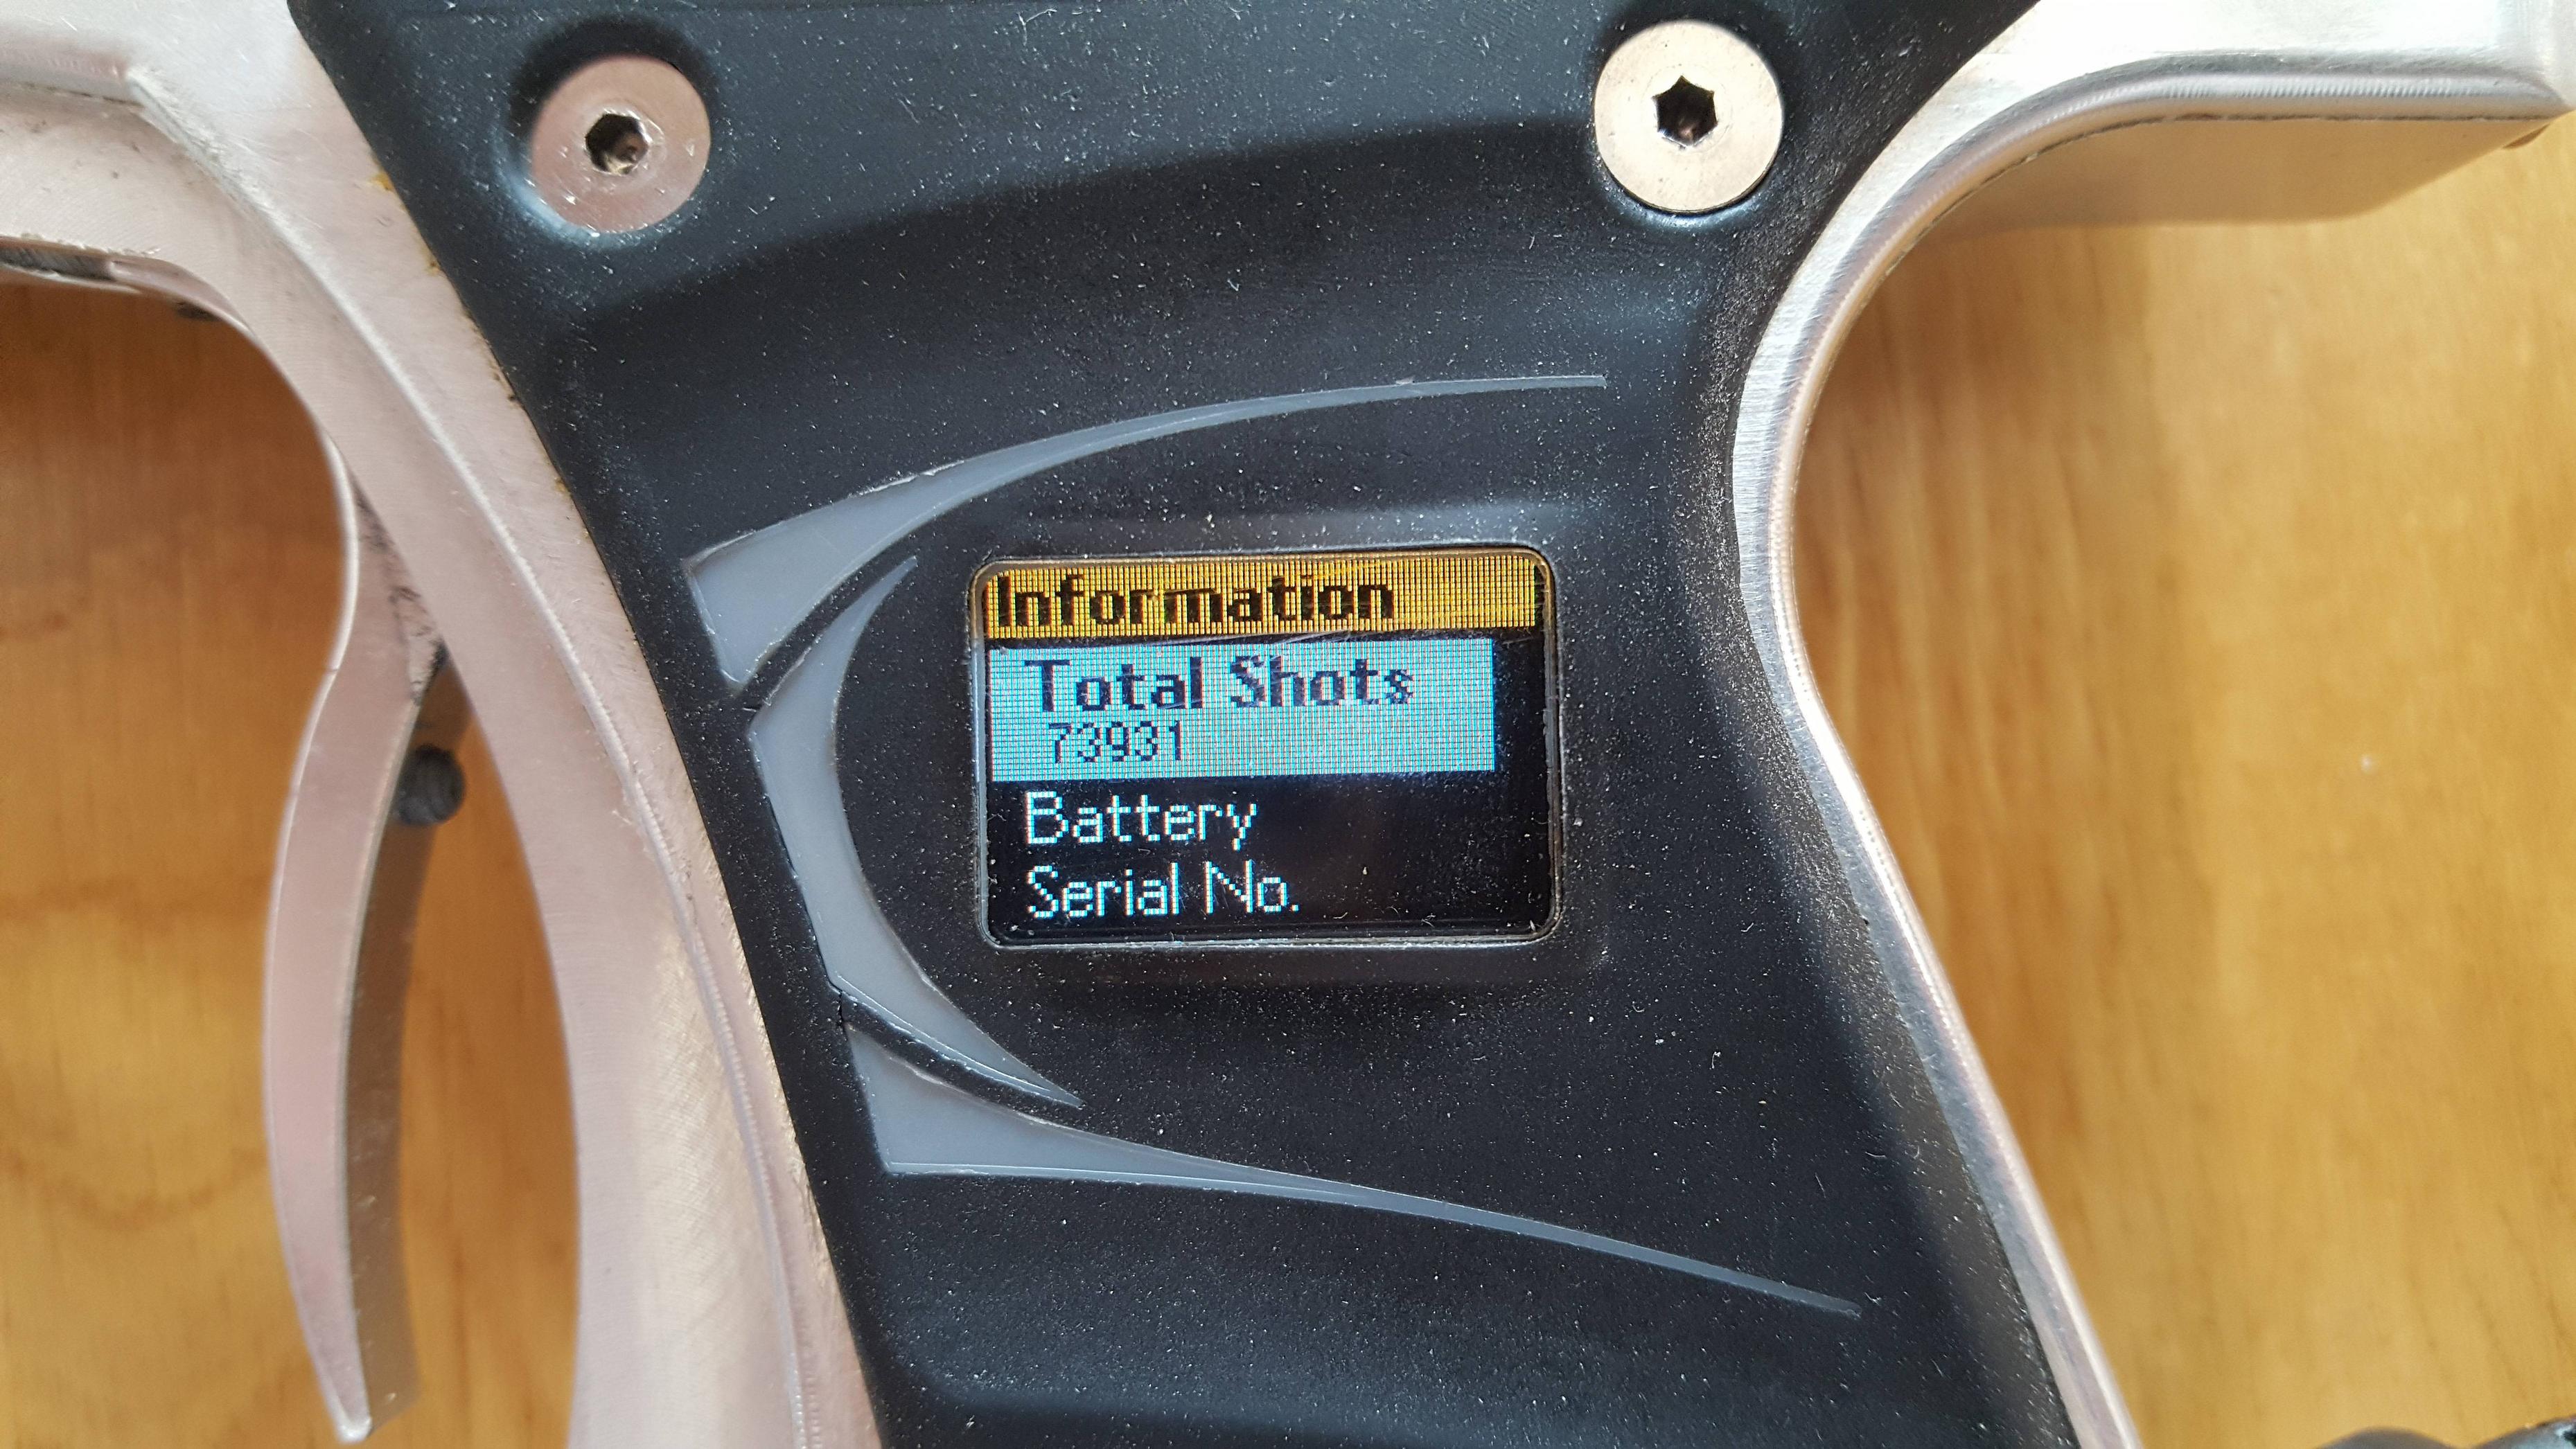 Information
Total Shots
73931
Battery
Serial No.